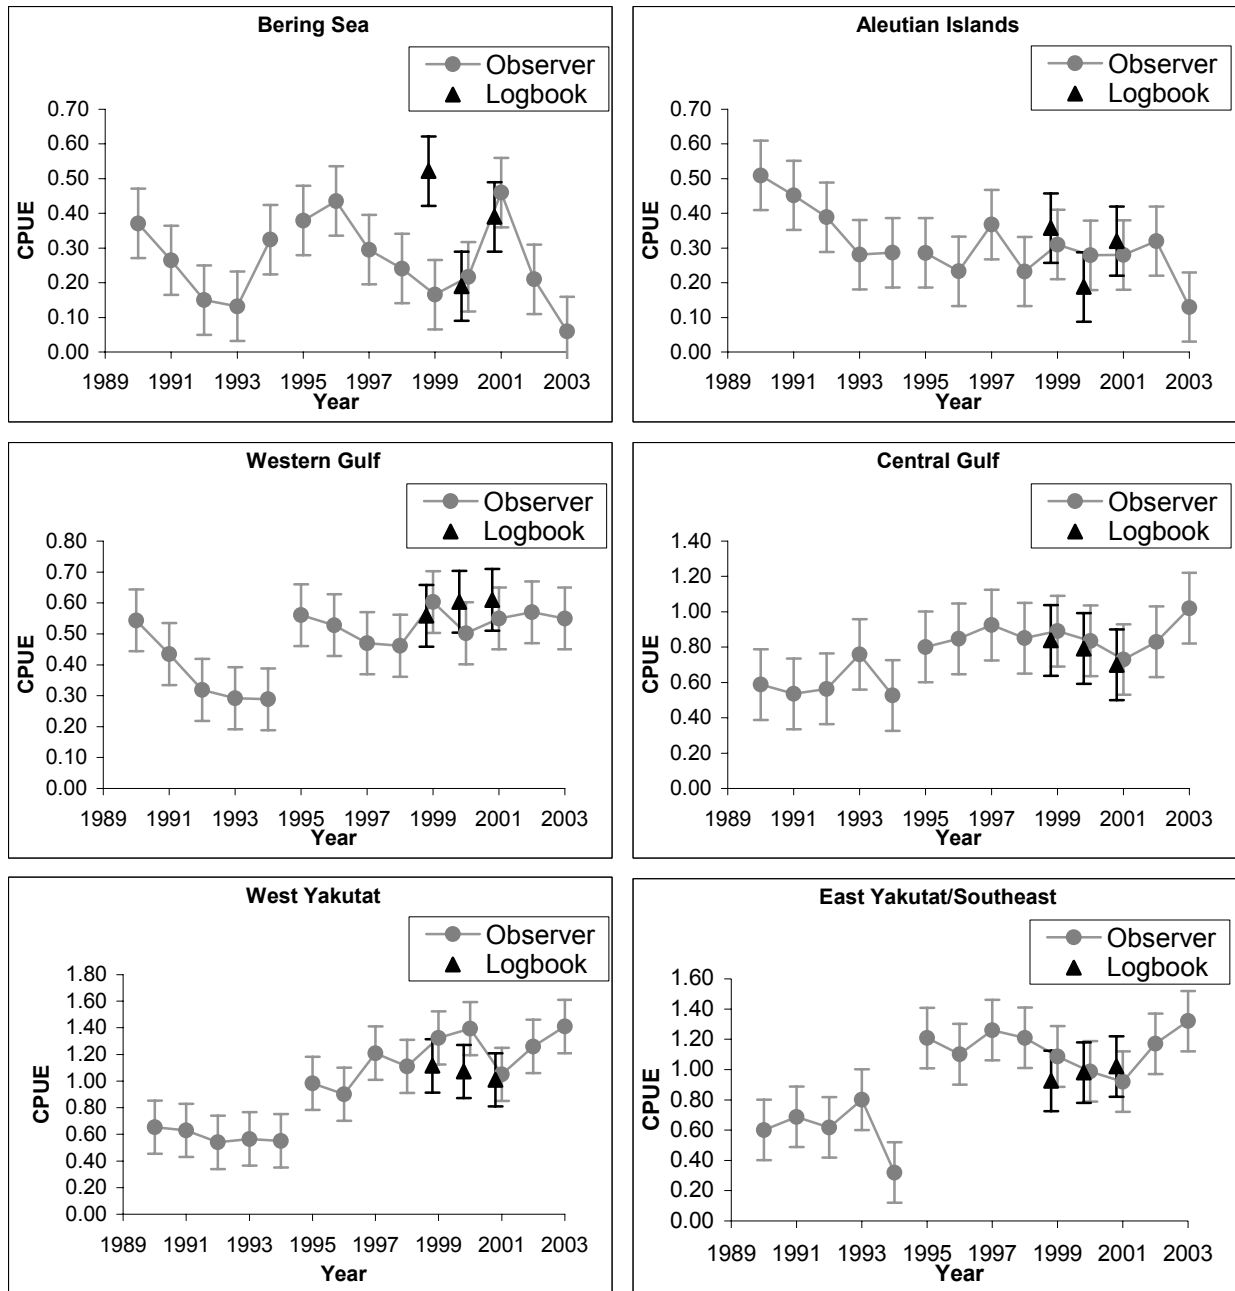 Bering Sea
Observer
Logbook
0.70
0.60
0.50
0.40
0.30
0.20
0.10
0.00
CPUE
1989 1991 1993 1995 1997 1999 2001 2003
Year
Aleutian Islands
Observer
Logbook
0.70
0.60
0.50
0.40
0.30
0.20
0.10
0.00
CPUE
1989 1991 1993 1995 1997 1999 2001 2003
Year
Western Gulf
Observer
Logbook
0.80
0.70
0.60
0.50
0.40
0.30
0.20
0.10
0.00
CPUE
1989 1991 1993 1995 1997 1999 2001 2003
Year
Central Gulf
Observer
Logbook
1.40
1.20
1.00
0.80
0.60
0.40
0.20
0.00
CPUE
1989 1991 1993 1995 1997 1999 2001 2003
Year
West Yakutat
Observer
Logbook
1.80
1.60
1.40
1.20
1.00
0.80
0.60
0.40
0.20
0.00
CPUE
1989 1991 1993 1995 1997 1999 2001 2003
Year
East Yakutat/Southeast
Observer
Logbook
1.60
1.40
1.20
1.00
0.80
0.60
0.40
0.20
0.00
CPUE
1989 1991 1993 1995 1997 1999 2001 2003
Year